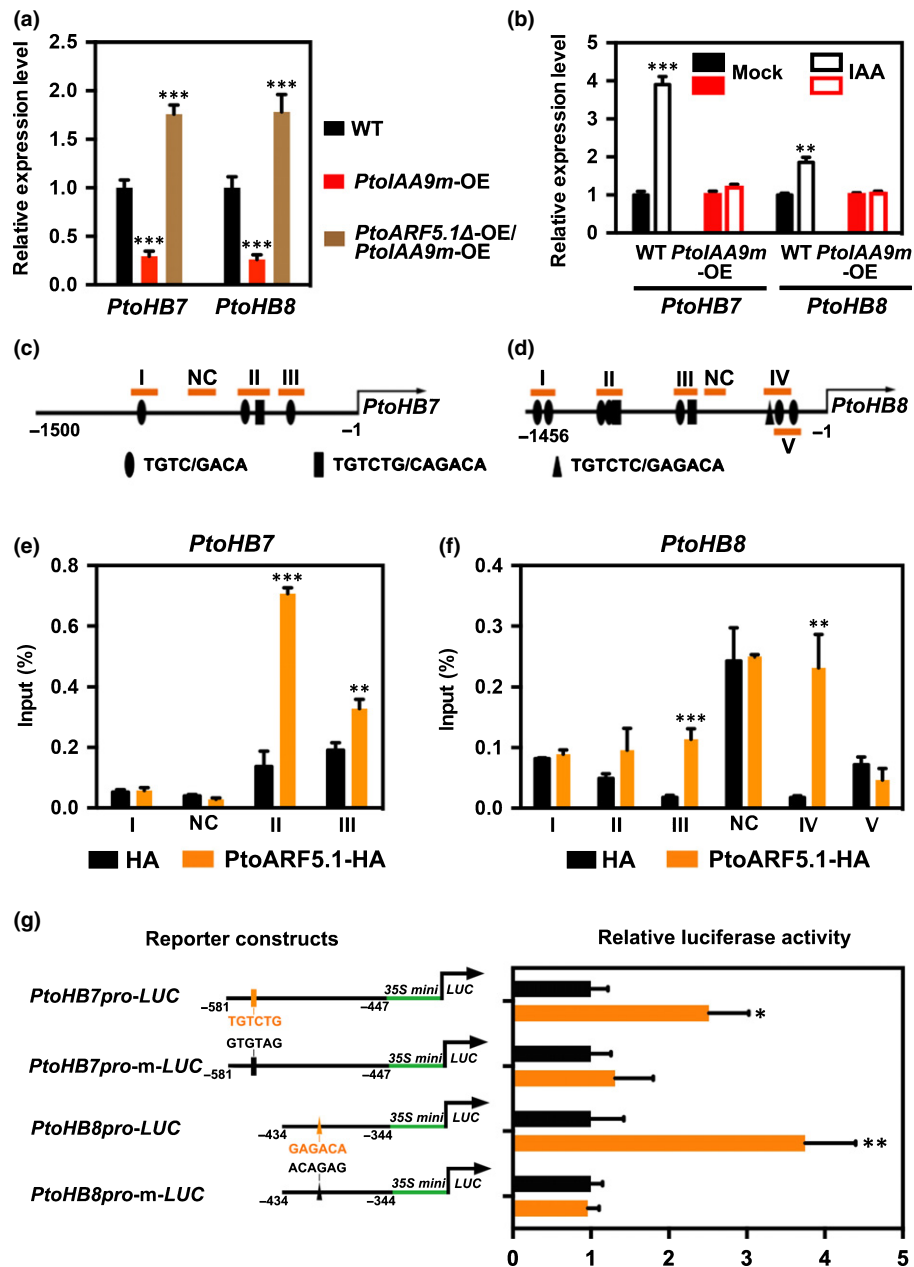 (a)
Relative expression level
2.5
2.0
1.5
1.0
0.5
0.0
***
***
***
***
PtoHB7
PtoHB8
WT
PtoIAA9m-OE
PtoARF5.1Δ-OE/
PtoIAA9m-OE
(b)
Relative expression level
5
4
3
2
1
0
***
**
Mock
IAA
WT PtoIAA9m
-OE
WT PtoIAA9m
-OE
PtoHB7
PtoHB8
(c)
I
NC
II
III
PtoHB7
–1500
–1
(d)
I
II
III
NC
IV
PtoHB8
–1456
V
–1
TGTC/GACA
TGTCTG/CAGACA
TGTCTC/GAGACA
(e)
PtoHB7
Input (%)
0.8
0.6
0.4
0.2
0.0
***
**
I
NC
II
III
HA
PtoARF5.1-HA
(f)
PtoHB8
Input (%)
0.4
0.3
0.2
0.1
0.0
***
**
I
II
III
NC
IV
V
HA
PtoARF5.1-HA
(g)
Reporter constructs
Relative luciferase activity
PtoHB7pro-LUC
–581
TGTCTG
–447
35S mini
LUC
*
GTGTAG
PtoHB7pro-m-LUC
–581
–447
35S mini
LUC
PtoHB8pro-LUC
–434
GAGACA
–344
35S mini
LUC
**
ACAGAG
PtoHB8pro-m-LUC
–434
–344
35S mini
LUC
0
1
2
3
4
5